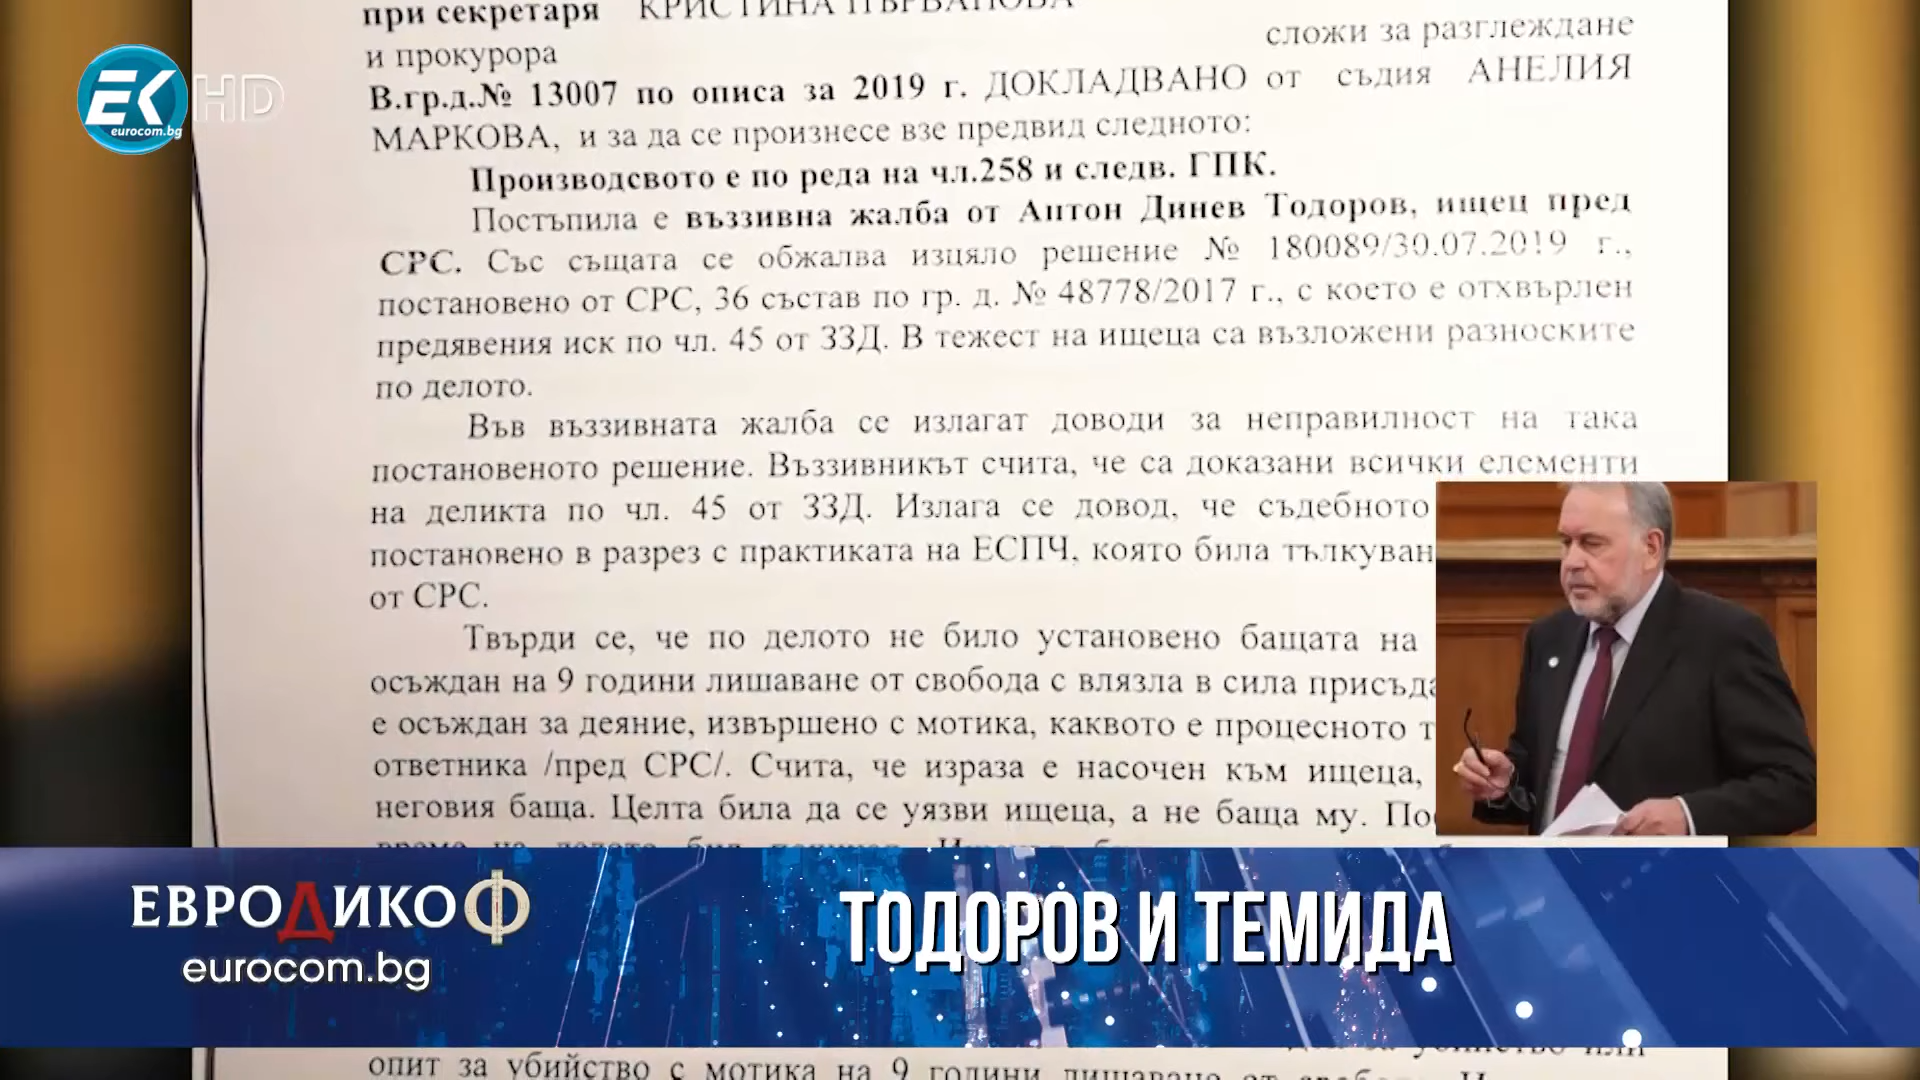 при секретаря КРИСТИНА ПЪРВАНОВА
и прокурора сложи за разглеждане
В.гр.д.№ 13007 по описа за 2019 г. ДОКЛАДВАНО от съдия АНЕЛИЯ
МАРКОВА, и за да се произнесе взе предвид следното:
Производсвото е по реда на чл.258 и следв. ГПК.
Постъпила е въззивна жалба от Антон Динев Тодоров, ищец пред
СРС. Със същата се обжалва изцяло решение № 180089/30.07.2019 г.,
постановено от СРС, 36 състав по гр. д. № 48778/2017 г., с което е отхвърлен
предявения иск по чл. 45 от ЗЗД. В тежест на ищеца са възложени разноските
по делото.
Във въззивната жалба се излагат доводи за неправилност на така
постановеното решение. Въззивникът счита, че са доказани всички елементи
на деликта по чл. 45 от ЗЗД. Излага се довод, че съдебното
постановено в разрез с практиката на ЕСПЧ, която била тълкуван
от СРС.
Твърди се, че по делото не било установено бащата на
осъждан на 9 години лишаване от свобода с влязла в сила присъда
е осъждан за деяние, извършено с мотика, каквото е процесното т
ответника /пред СРС/. Счита, че израза е насочен към ищеца,
неговия баща. Целта била да се уязви ищеца, а не баща му. Пос
опит за убийство с мотика на 9 години лишаване от свобода. И
EK HD
eurocom.bg
ЕВРОДИКОФ
eurocom.bg
ТОДОРОВ И ТЕМИДА